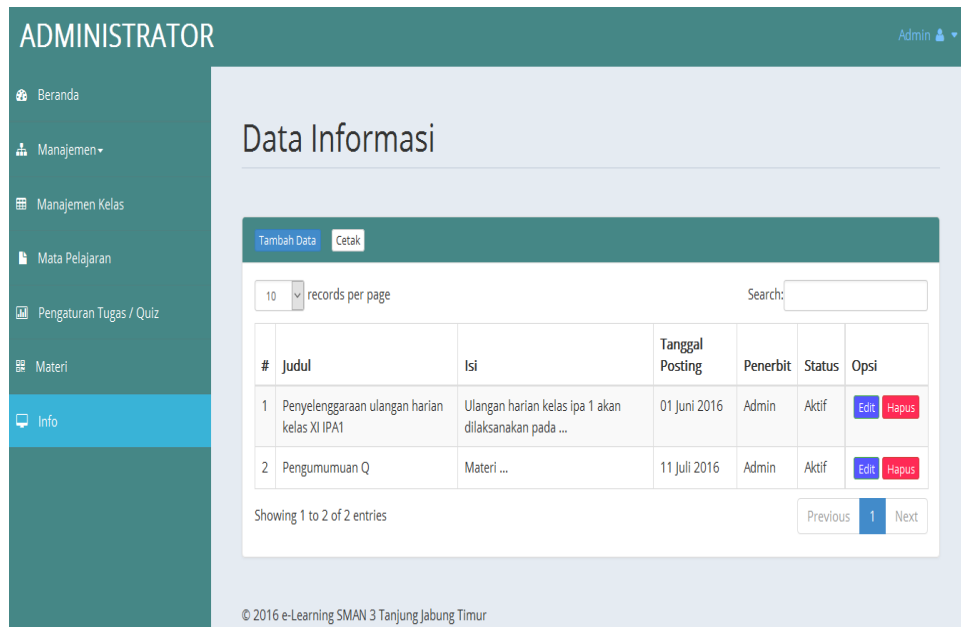 ADMINISTRATOR
Admin
Beranda
Manajemen
Manajemen Kelas
Mata Pelajaran
Pengaturan Tugas / Quiz
Materi
Info
Data Informasi
Tambah Data Cetak
10 records per page Search:
# Judul Isi Tanggal Posting Penerbit Status Opsi
1 Penyelenggaraan ulangan harian Ulangan harian kelas ipa 1 akan 01 Juni 2016 Admin Aktif Edit Hapus
kelas XI IPA1 dilaksanakan pada ...
2 Pengumumuan Q Materi ... 11 Juli 2016 Admin Aktif Edit Hapus
Showing 1 to 2 of 2 entries Previous 1 Next
© 2016 e-Learning SMAN 3 Tanjung Jabung Timur